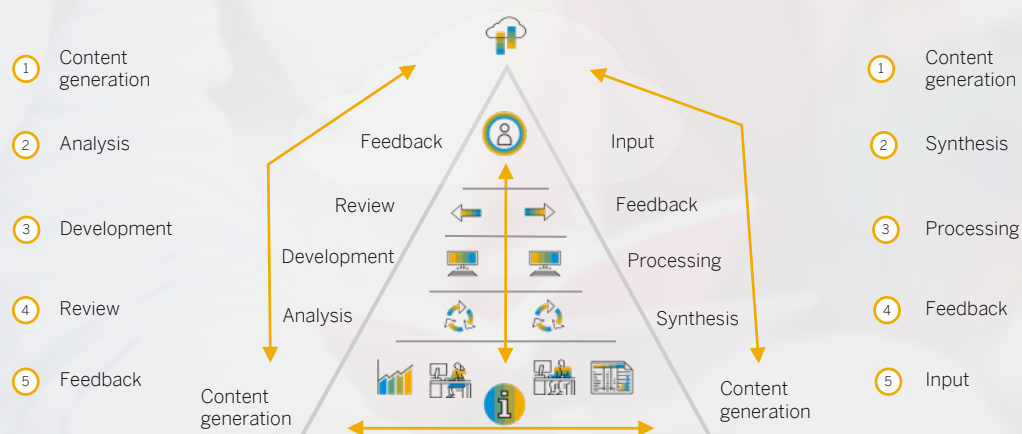 1 Content
generation
2 Analysis
3 Development
4 Review
5 Feedback
Feedback
Review
Development
Analysis
Content
generation
i
Input
Feedback
Processing
Synthesis
Content
generation
1 Content
generation
2 Synthesis
3 Processing
4 Feedback
5 Input